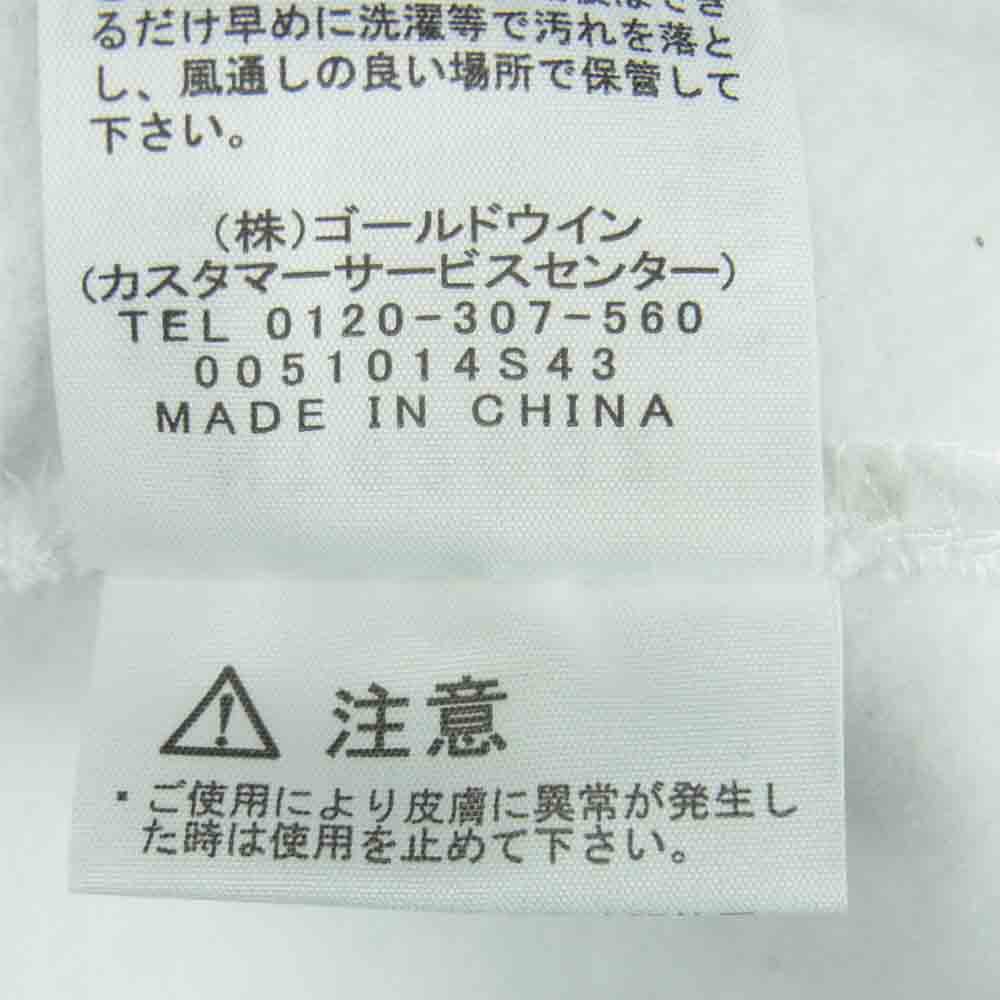 るだけ早めに洗濯等で汚れを落と
し、風通しの良い場所で保管して
下さい。
(株)ゴールドウイン
(カスタマーサービスセンター)
TEL 0120-307-560
0051014S43
MADE IN CHINA
注意
・ご使用により皮膚に異常が発生し
た時は使用を止めて下さい。